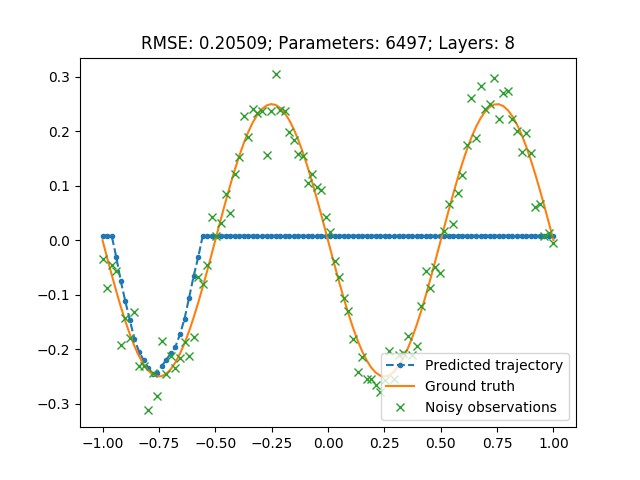 RMSE: 0.20509; Parameters: 6497; Layers: 8
0.3
0.2
0.1
0.0
−0.1
−0.2
−0.3
−1.00 −0.75 −0.50 −0.25 0.00 0.25 0.50 0.75 1.00
Predicted trajectory
Ground truth
Noisy observations